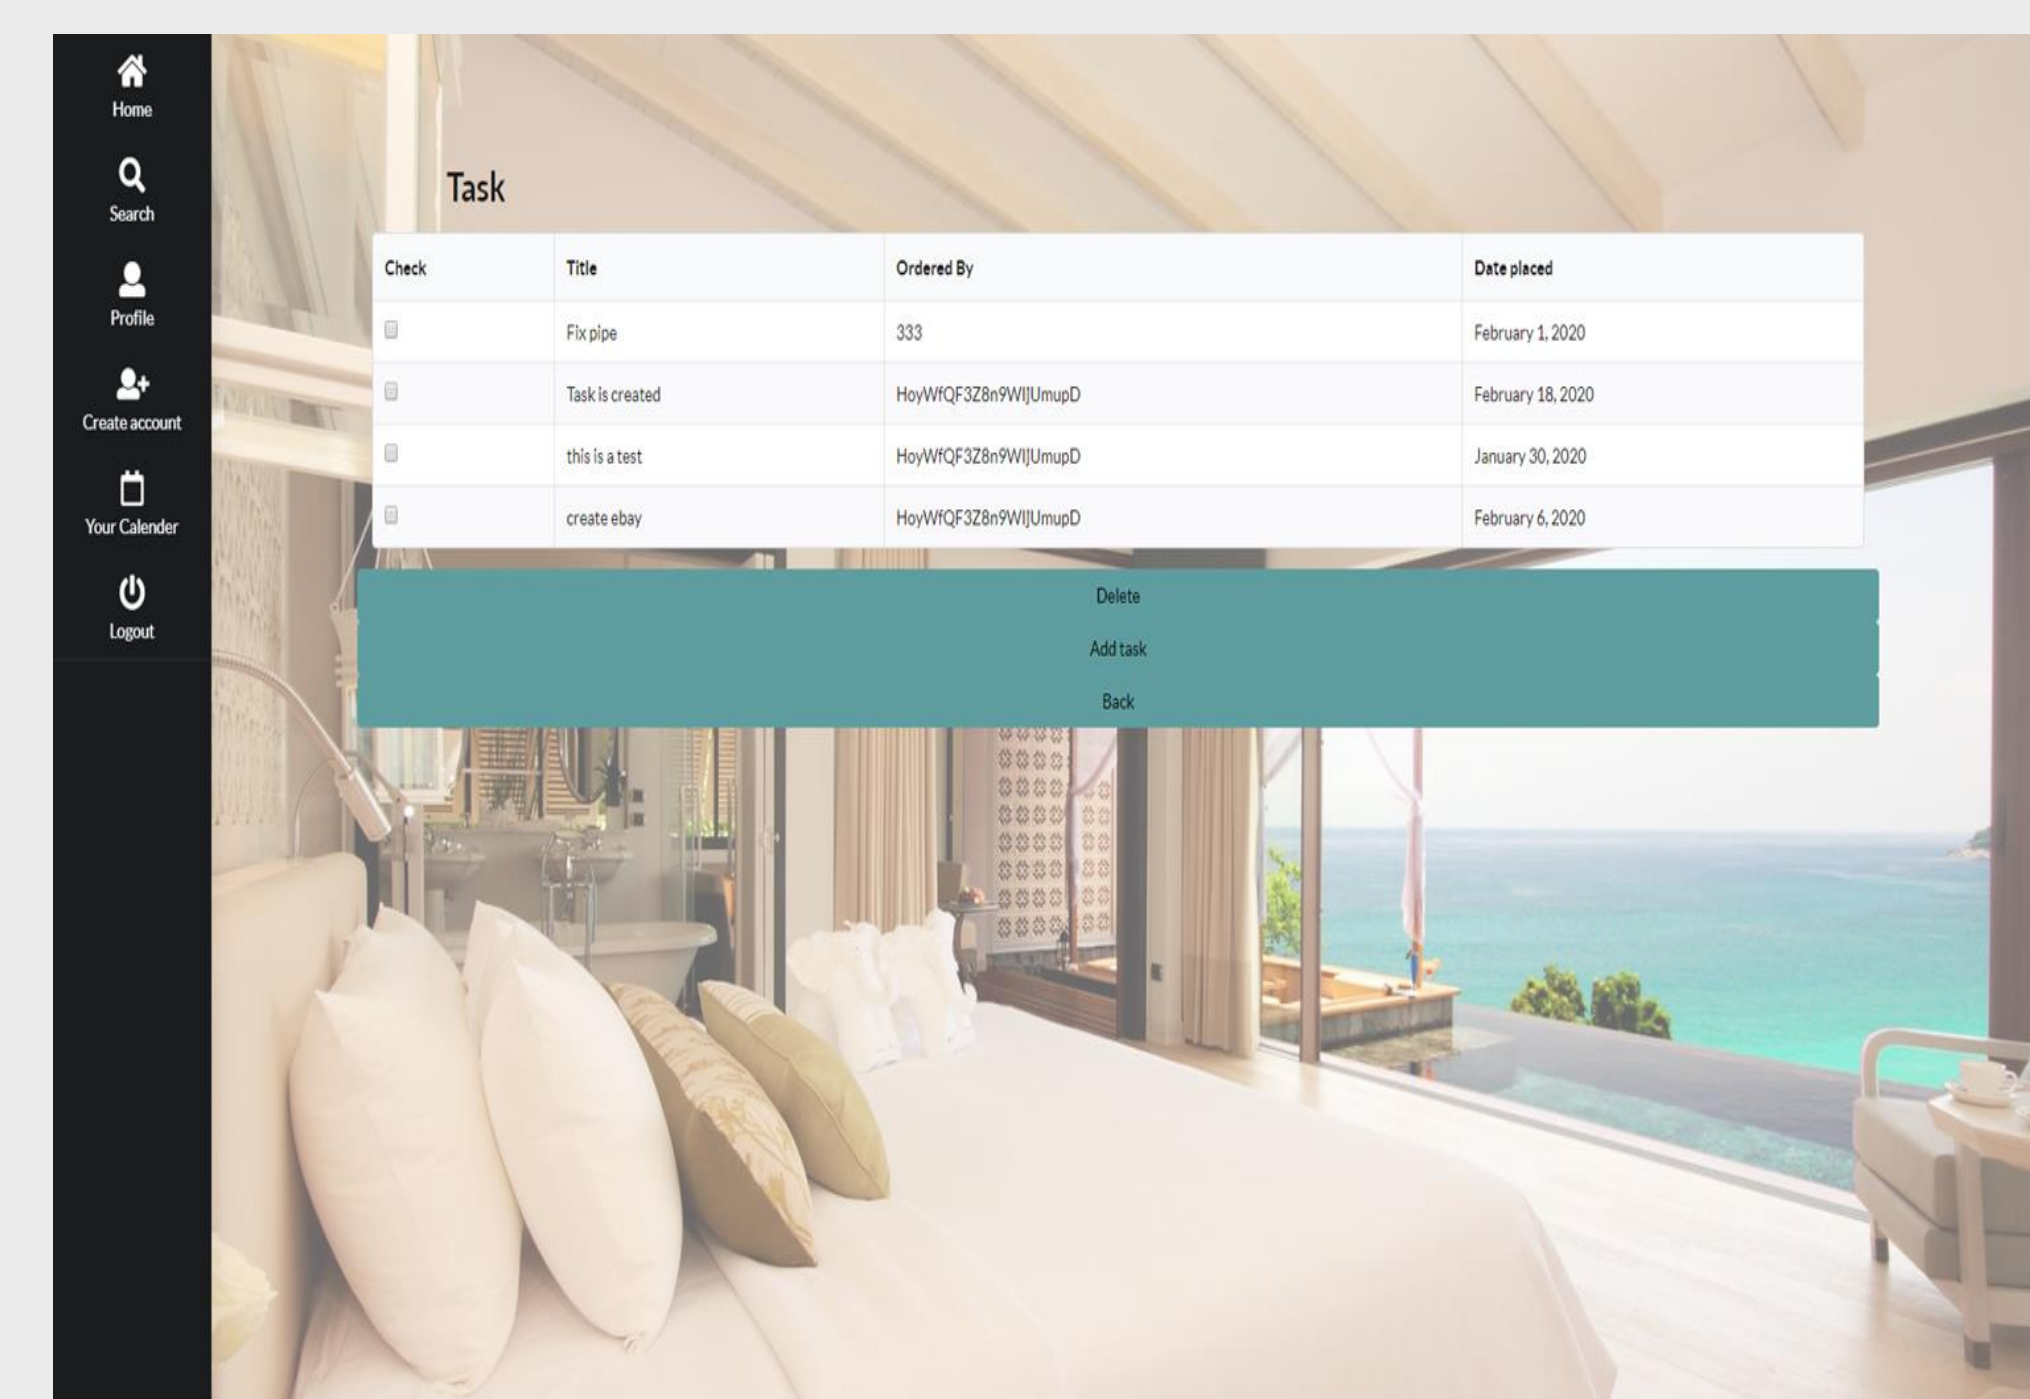 Home
Search
Profile
Create account
Your Calender
Logout
Task
Check Title Ordered By Date placed
Fix pipe 333 February 1, 2020
Task is created HoyWfQF3Z8n9WIJUmupD February 18, 2020
this is a test HoyWfQF3Z8n9WIJUmupD January 30, 2020
create ebay HoyWfQF3Z8n9WIJUmupD February 6, 2020
Delete
Add task
Back